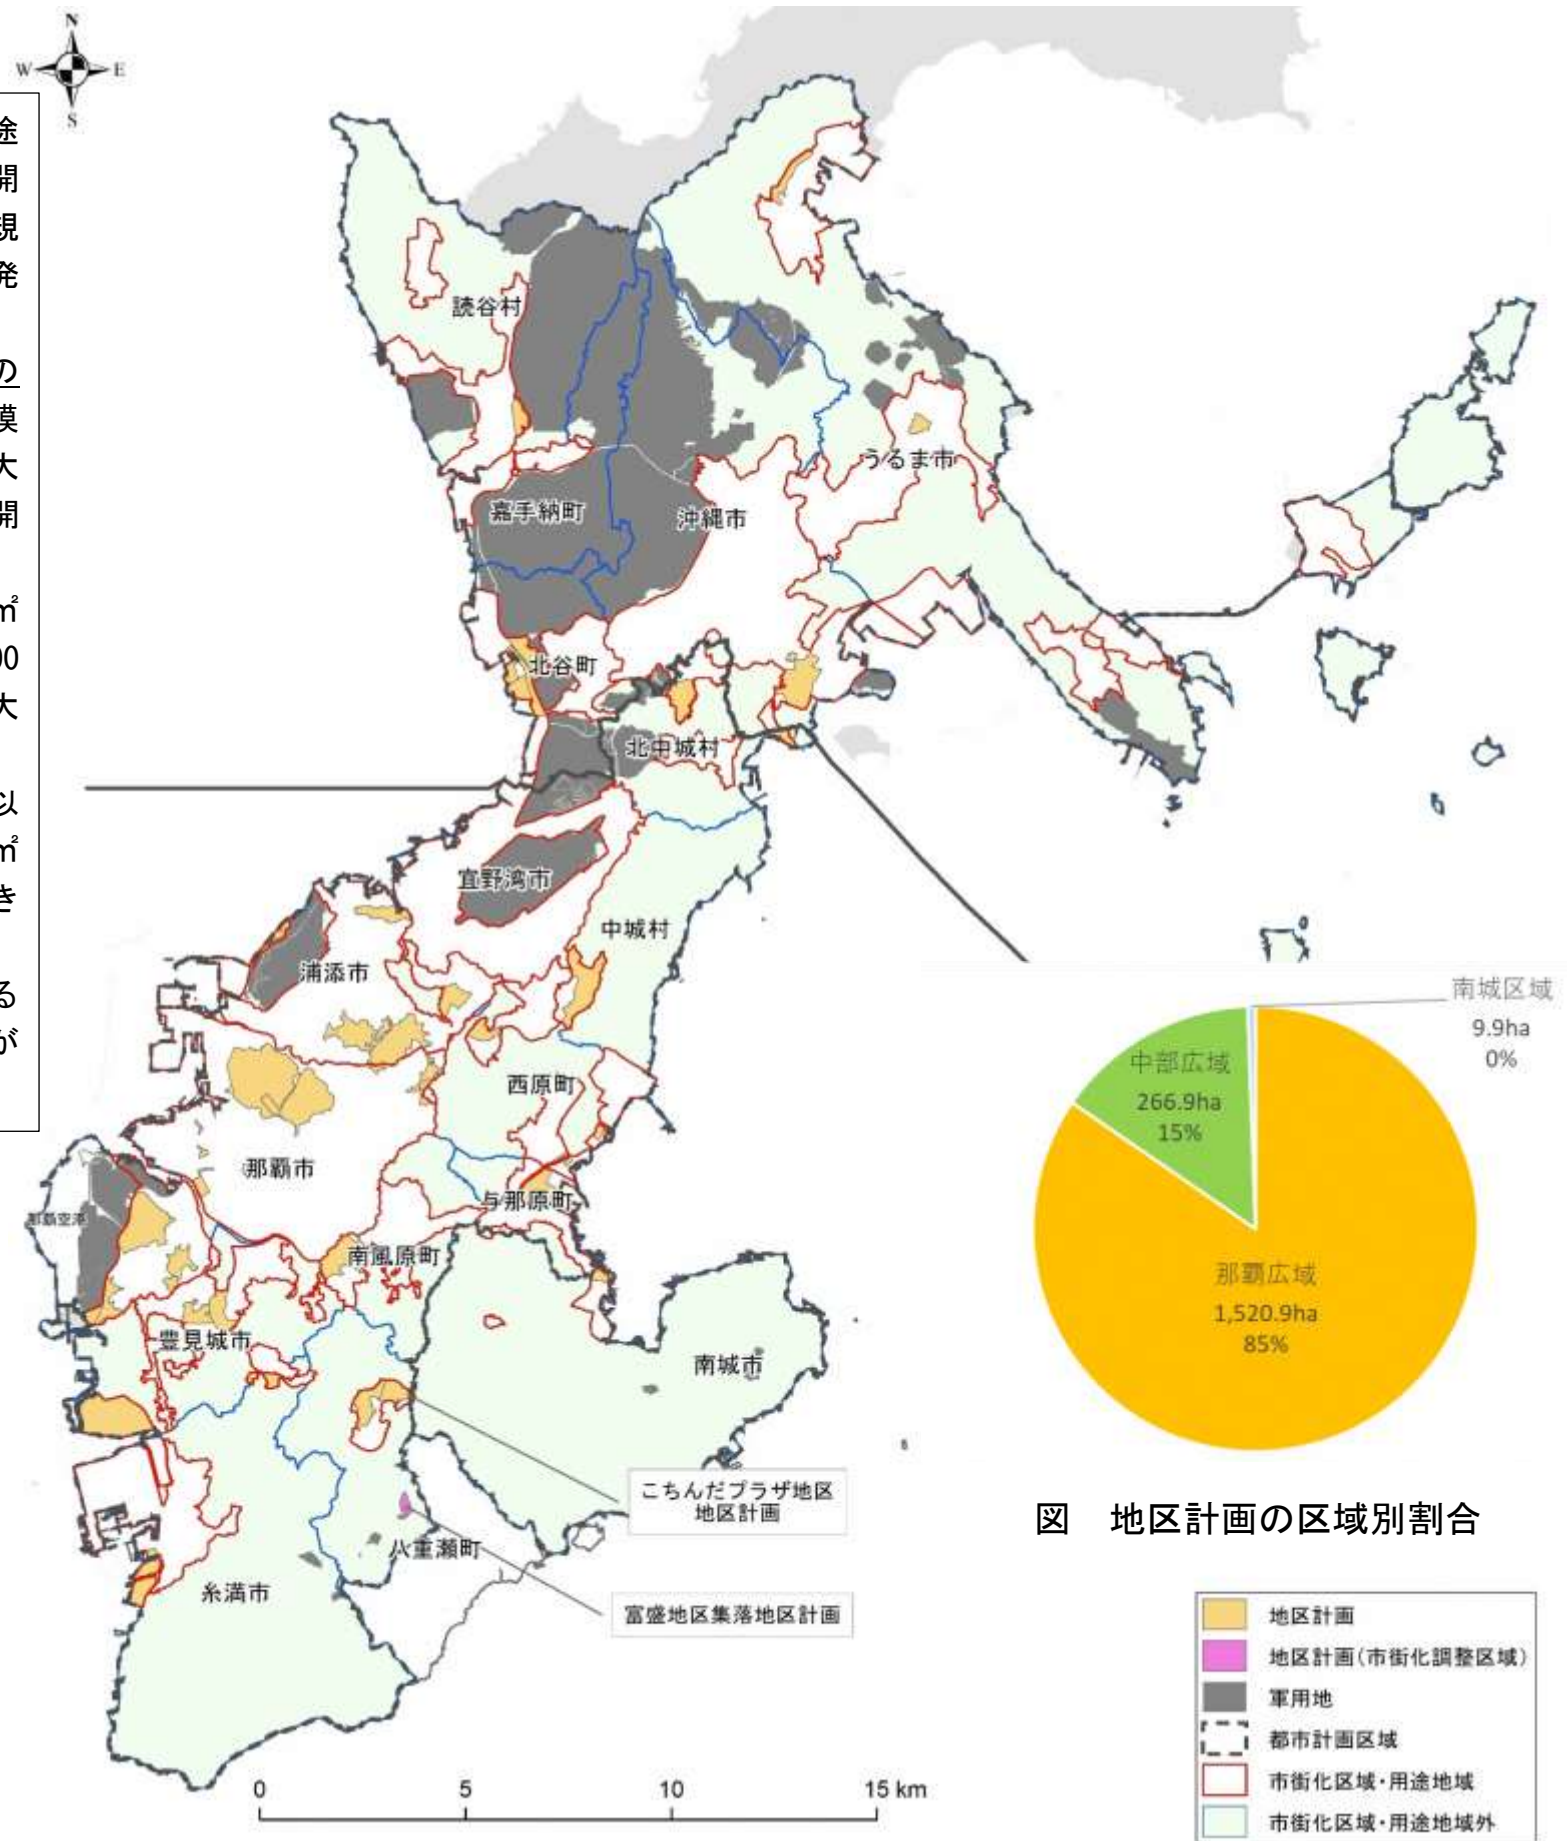 N
W E
S
途
開
規
発
の
模
大
開
㎡
00
大
以
㎡
き
る
が
読谷村
うるま市
嘉手納町
沖縄市
北谷町
北中城村
宜野湾市
中城村
浦添市
西原町
那覇市
与那原町
那覇空港
南風原町
豊見城市
南城市
こちんだプラザ地区
地区計画
八重瀬町
富盛地区集落地区計画
糸満市
0 5 10 15 km
南城区域
9.9ha
0%
中部広域
266.9ha
15%
那覇広域
1,520.9ha
85%
図 地区計画の区域別割合
地区計画
地区計画(市街化調整区域)
軍用地
都市計画区域
市街化区域・用途地域
市街化区域・用途地域外